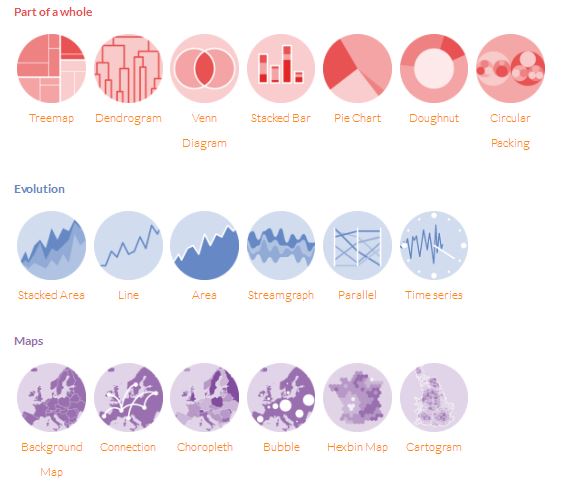 Part of a whole
Treemap
Dendrogram
Venn
Diagram
Stacked Bar
Pie Chart
Doughnut
Circular
Packing
Evolution
Stacked Area
Line
Area
Streamgraph
Parallel
Time series
Maps
Background
Map
Connection
Choropleth
Bubble
Hexbin Map
Cartogram